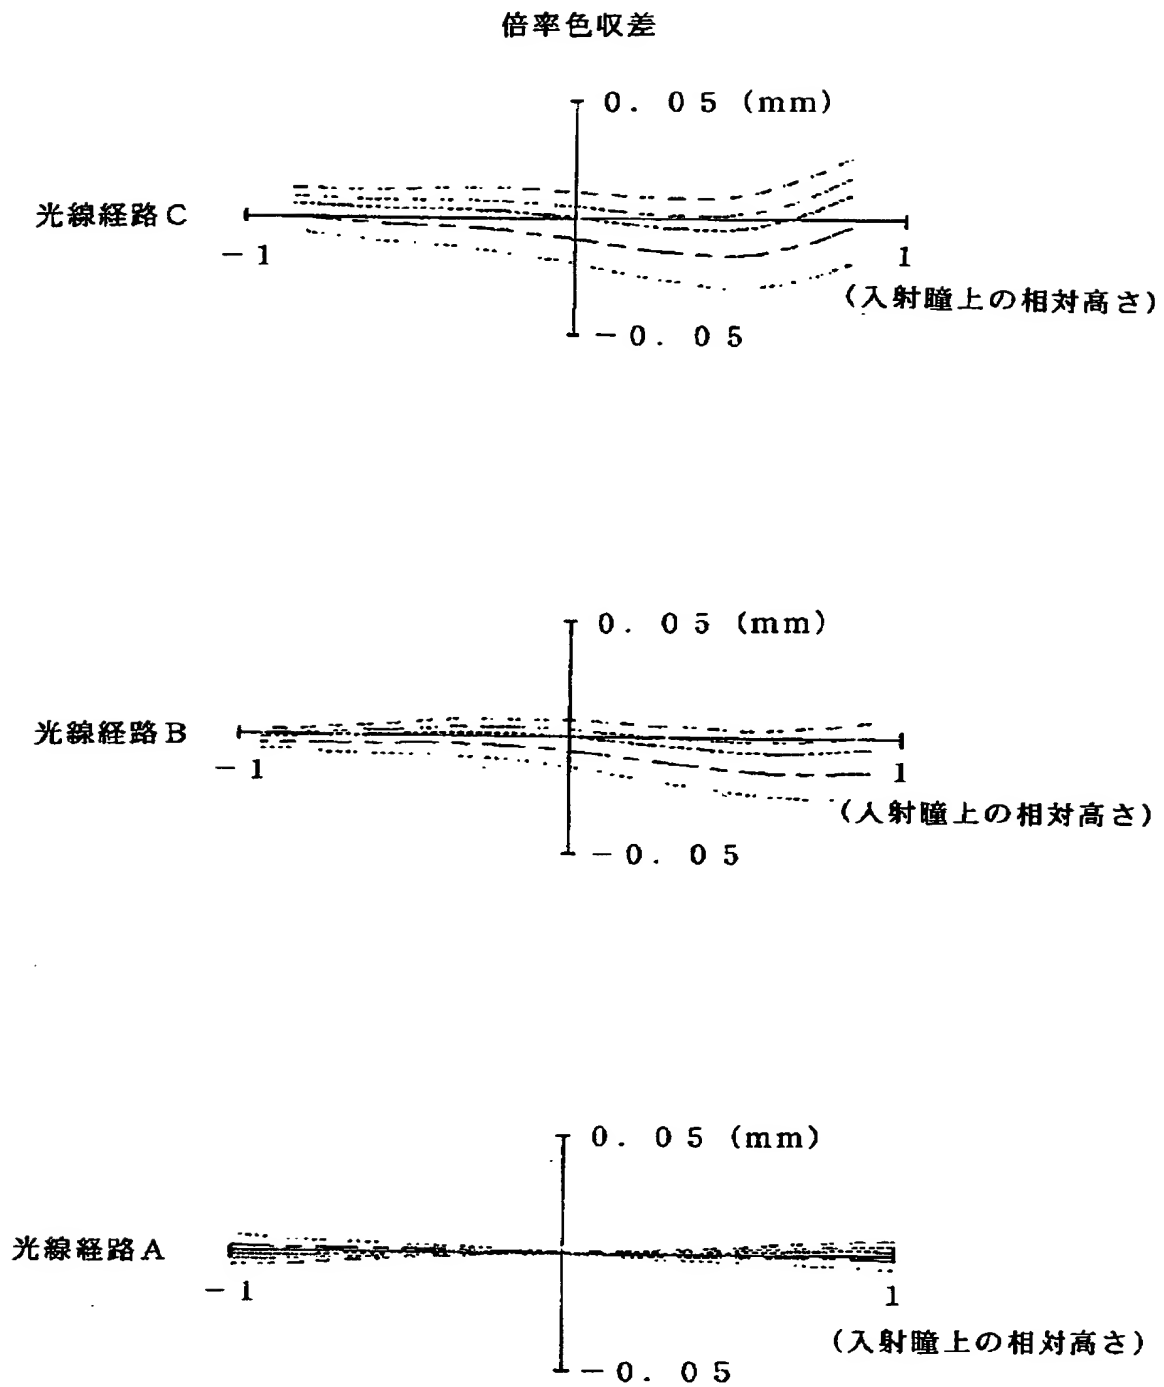 倍率色収差
0. 05 (mm)
光線経路C
-1
1
(入射瞳上の相対高さ)
-0. 05
0. 05 (mm)
光線経路B
-1
1
(入射瞳上の相対高さ)
-0. 05
0. 05 (mm)
光線経路A
-1
1
(入射瞳上の相対高さ)
-0. 05